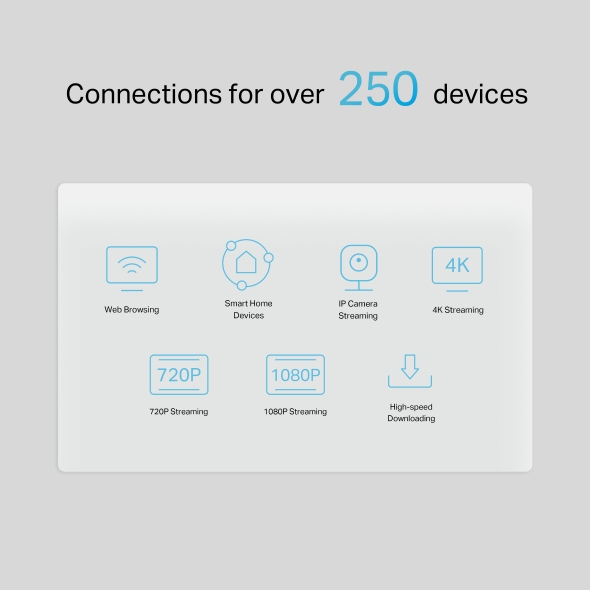 Connections for over 250 devices
4K
Web Browsing
Smart Home
Devices
IP Camera
Streaming
4K Streaming
720P
1080P
720P Streaming
1080P Streaming
High-speed
Downloading